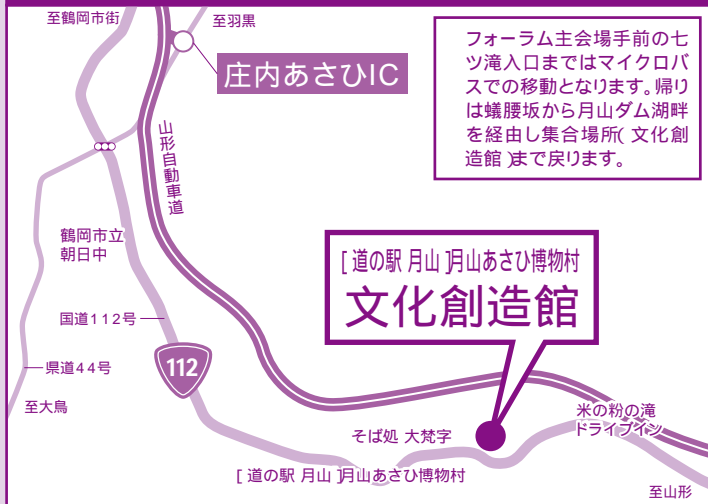 至鶴岡市街
至羽黒
庄内あさひIC
フォーラム主会場手前の七
ツ滝入口まではマイクロバ
スでの移動となります。帰り
は蟻腰坂から月山ダム湖畔
を経由し集合場所(文化創
造館)まで戻ります。
山形自動車道
鶴岡市立
朝日中
[道の駅 月山]月山あさひ博物村
文化創造館
国道112号
県道44号
112
至大鳥
米の粉の滝
ドライブイン
そば処 大梵字
[道の駅 月山]月山あさひ博物村
至山形